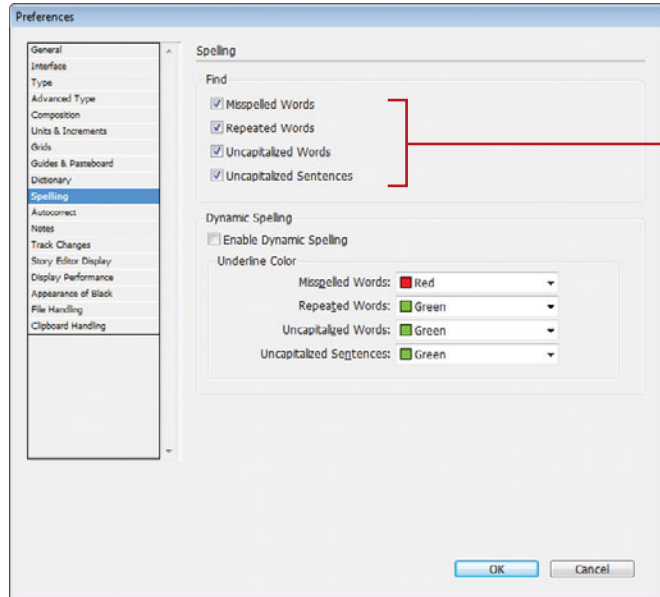 Preferences
General
Interface
Type
Advanced Type
Composition
Units & Increments
Grids
Guides & Pasteboard
Dictionary
Spelling
Autocorrect
Notes
Track Changes
Story Editor Display
Display Performance
Appearance of Black
File Handling
Clipboard Handling
Spelling
Find
Misspelled Words
Repeated Words
Uncapitalized Words
Uncapitalized Sentences
Dynamic Spelling
Enable Dynamic Spelling
Underline Color
Misspelled Words: Red
Repeated Words: Green
Uncapitalized Words: Green
Uncapitalized Sentences: Green
OK Cancel